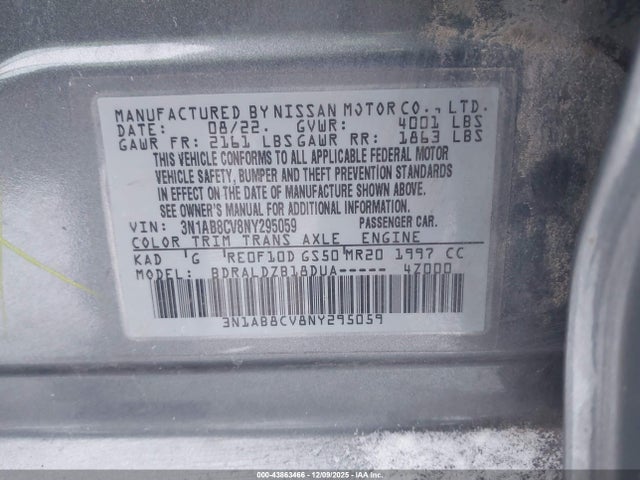 MANUFACTURED BY NISSAN MOTOR CO., LTD.
DATE: 08/22. GVWR: 4001 LBS
GAWR FR: 2161 LBS GAWR RR: 1863 LBS
THIS VEHICLE CONFORMS TO ALL APPLICABLE FEDERAL MOTOR
VEHICLE SAFETY, BUMPER AND THEFT PREVENTION STANDARDS
IN EFFECT ON THE DATE OF MANUFACTURE SHOWN ABOVE.
SEE OWNER'S MANUAL FOR ADDITIONAL INFORMATION.
VIN: 3N1AB8CV8NY295059 PASSENGER CAR.
COLOR TRIM TRANS AXLE ENGINE
KAD G RE0F10D GS50 MR20 1997 CC
MODEL: BDRALDZB18DUA----- 4Z000
3N1AB8CV8NY295059
000-43863466 - 12/09/2025 - IAAI.COM